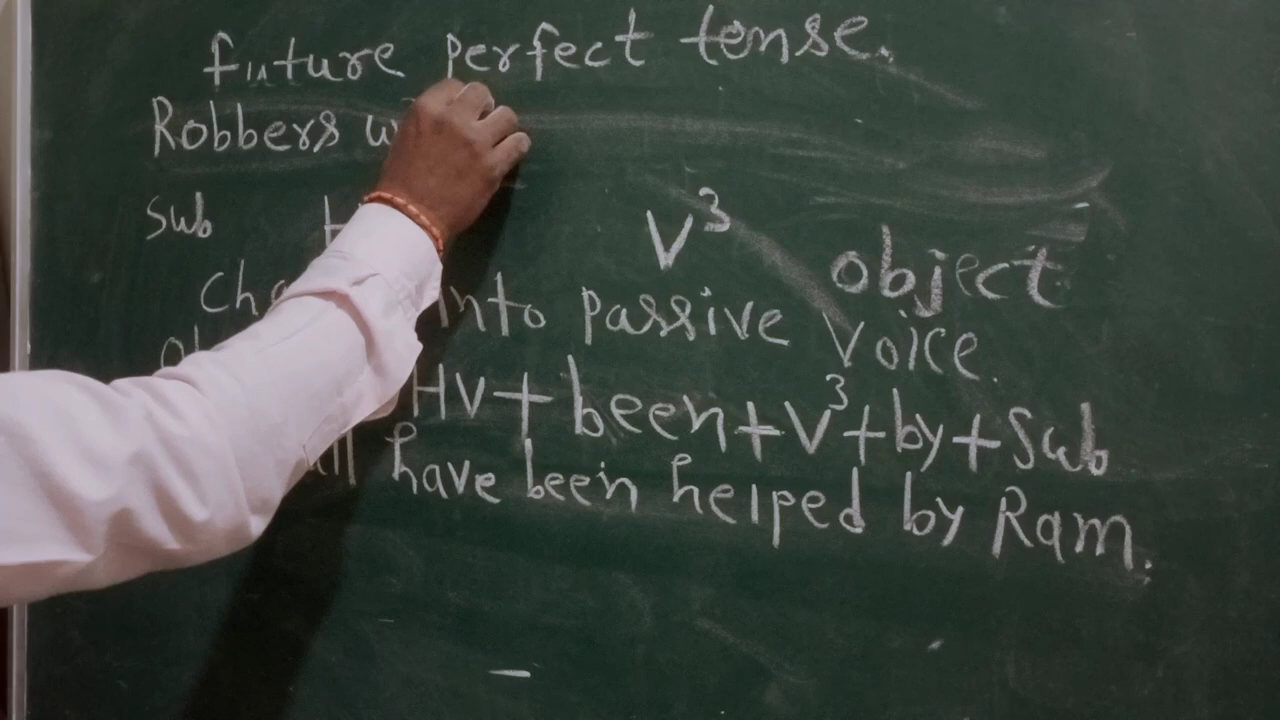 future perfect tense.
Robbers
Sub V³ object
into passive Voice.
HV+been+V³+by+Sub
have been helped by Ram.